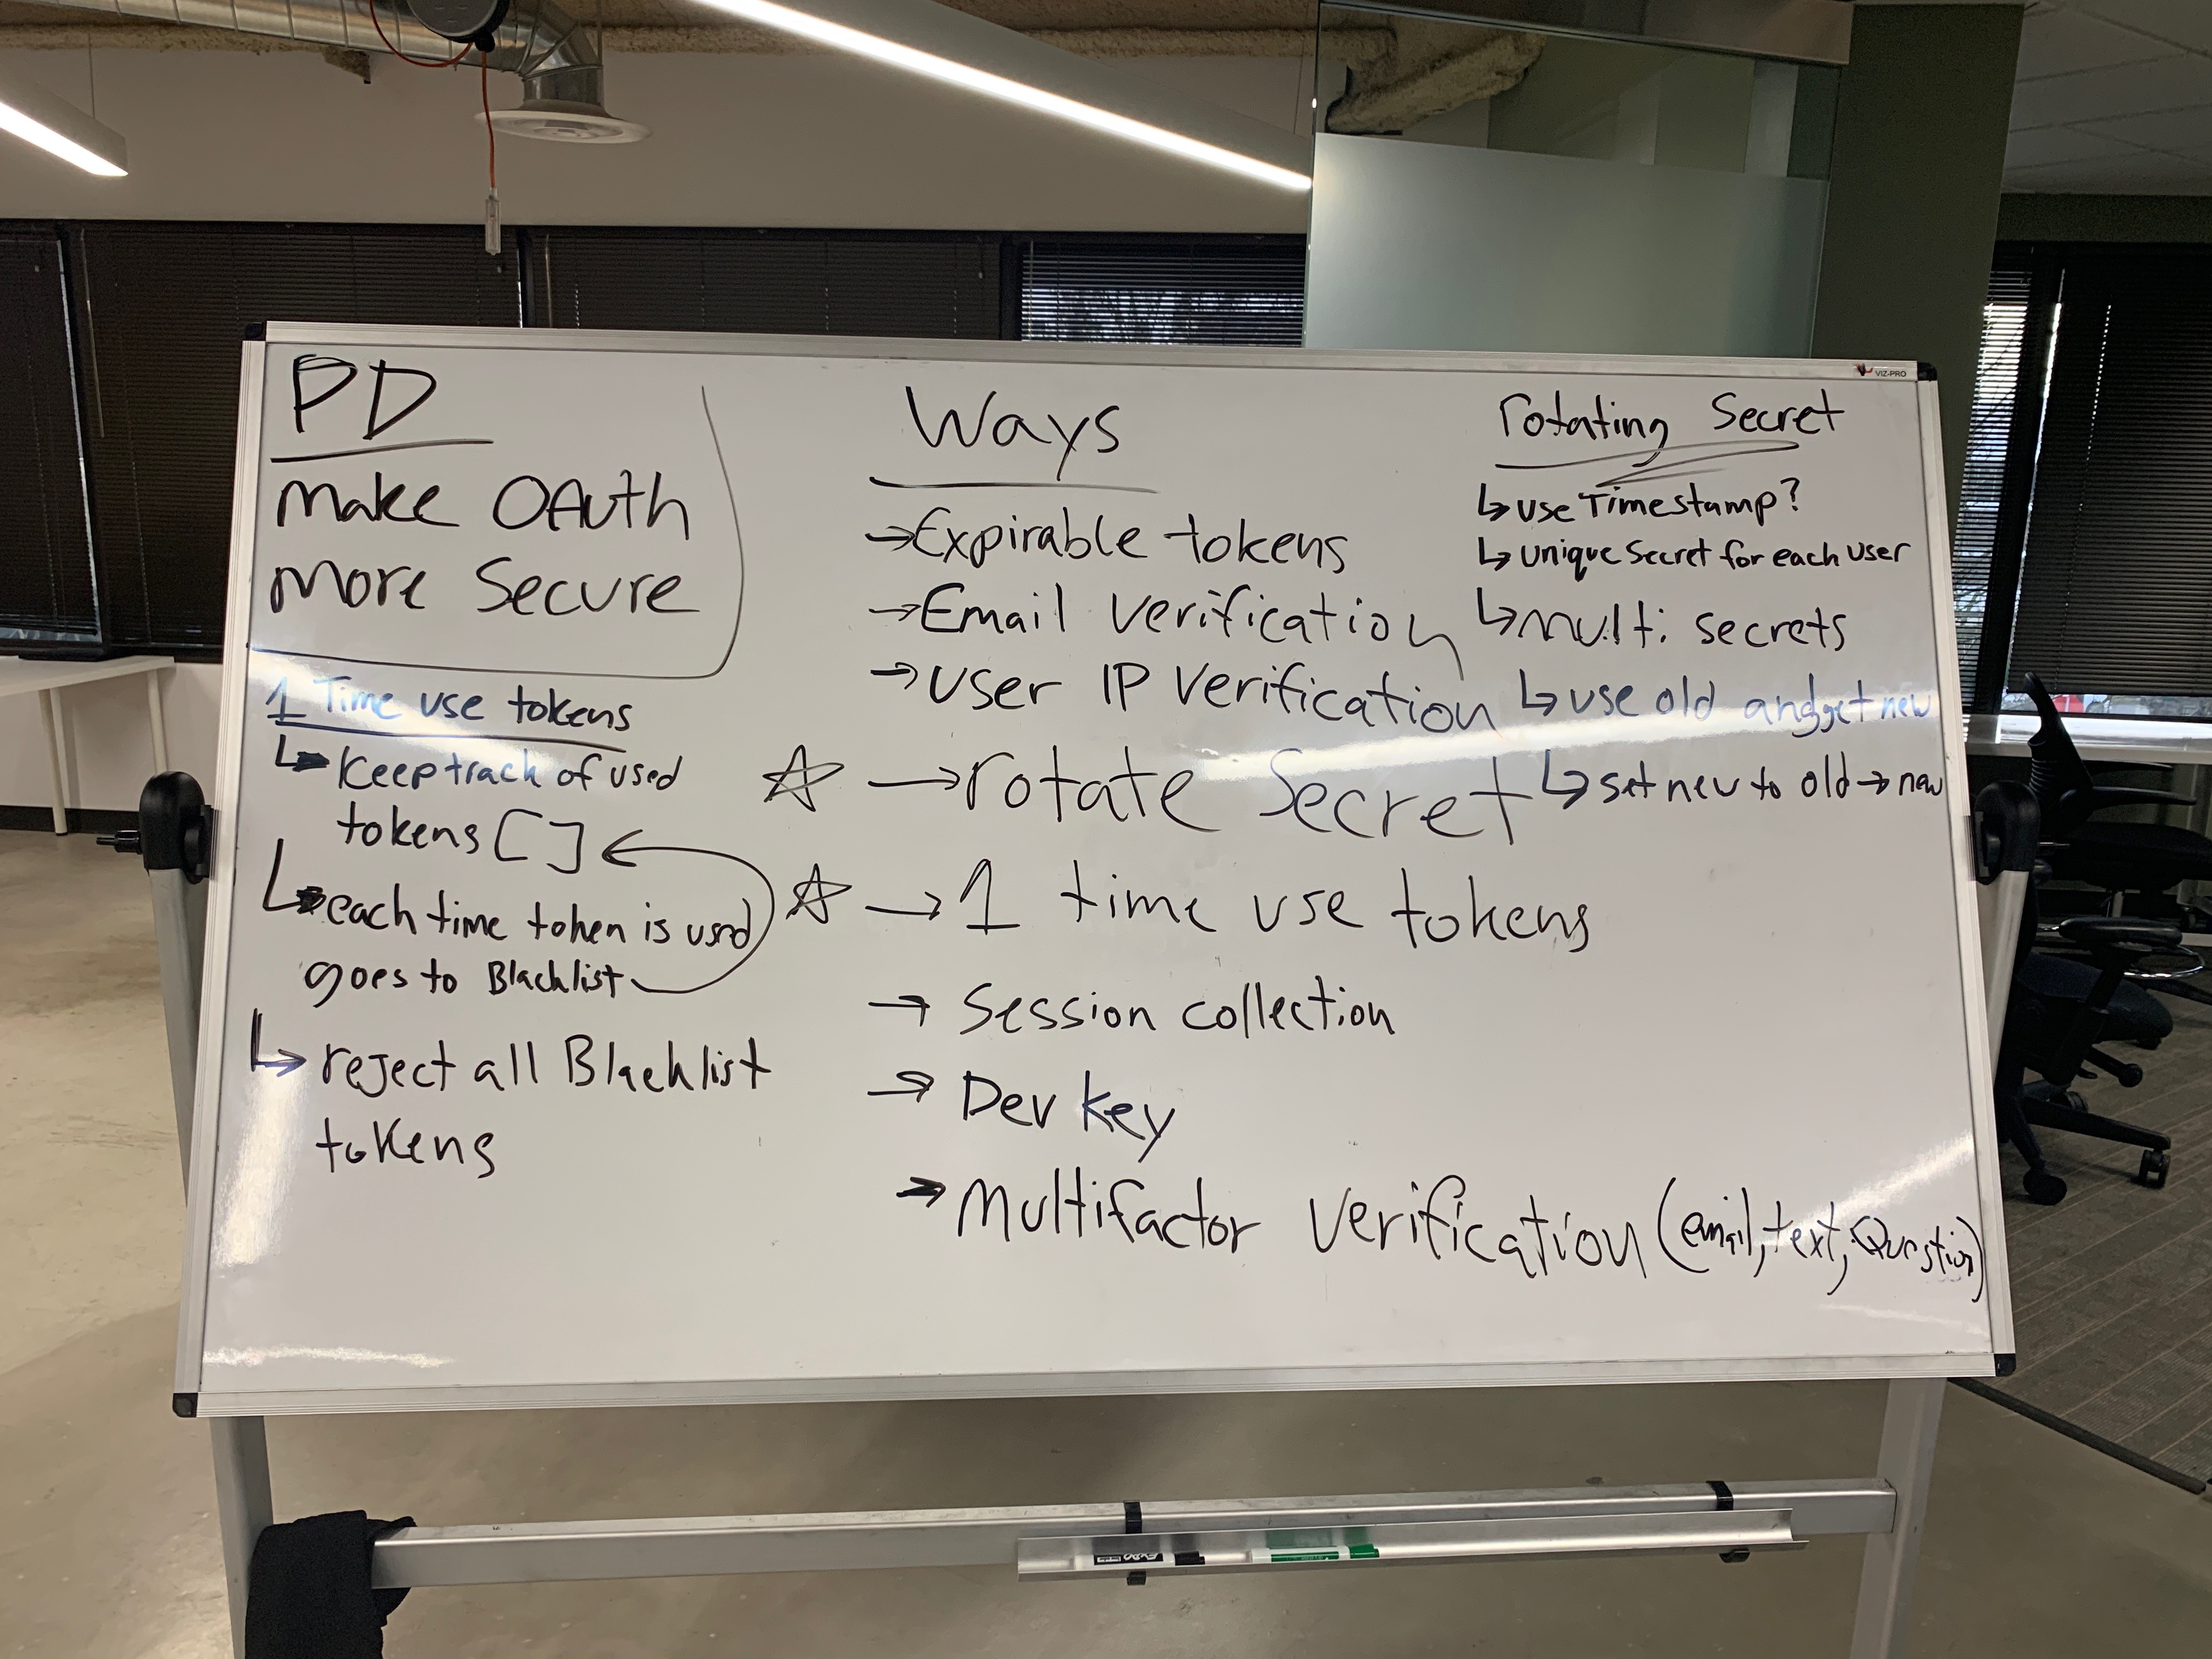 PD
make OAuth
more Secure
1 Time use tokens
↳ Keep track of used
tokens []
↳ each time token is used
goes to Blacklist
↳ reject all Blacklist
tokens
Ways
→ Expirable tokens
→ Email verification
→ User IP Verification
☆ → rotate Secret
☆ → 1 time use tokens
→ Session collection
→ Dev key
→ Multifactor Verification (email, text, Question)
rotating Secret
↳ use Timestamp?
↳ unique Secret for each user
↳ multi secrets
↳ use old and get new
↳ set new to old → new
VIZ-PRO
EXPO